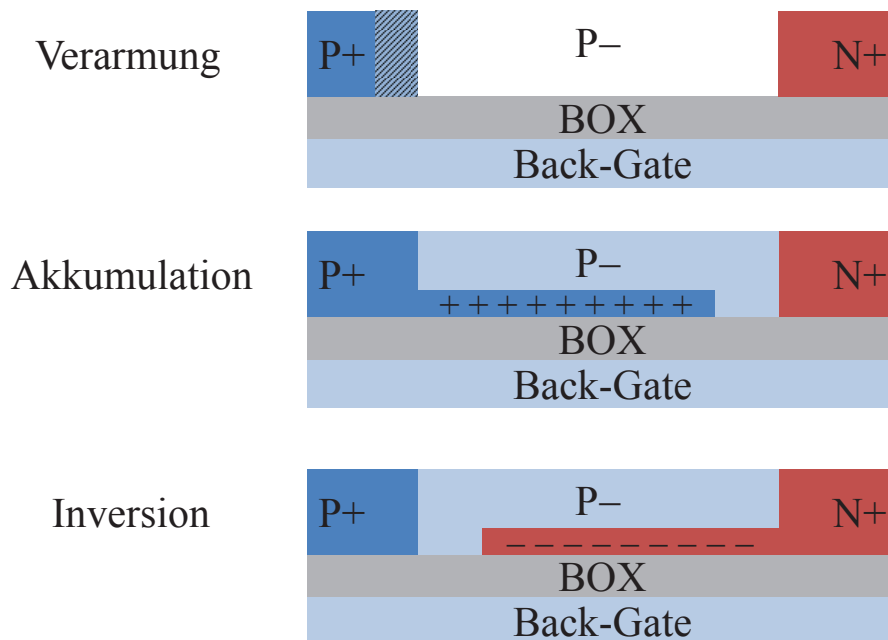 P–
Verarmung P+ N+
BOX
Back-Gate
P–
Akkumulation P+ N+
+ + + + + + + + +
BOX
Back-Gate
P–
Inversion P+ N+
– – – – – – – – –
BOX
Back-Gate